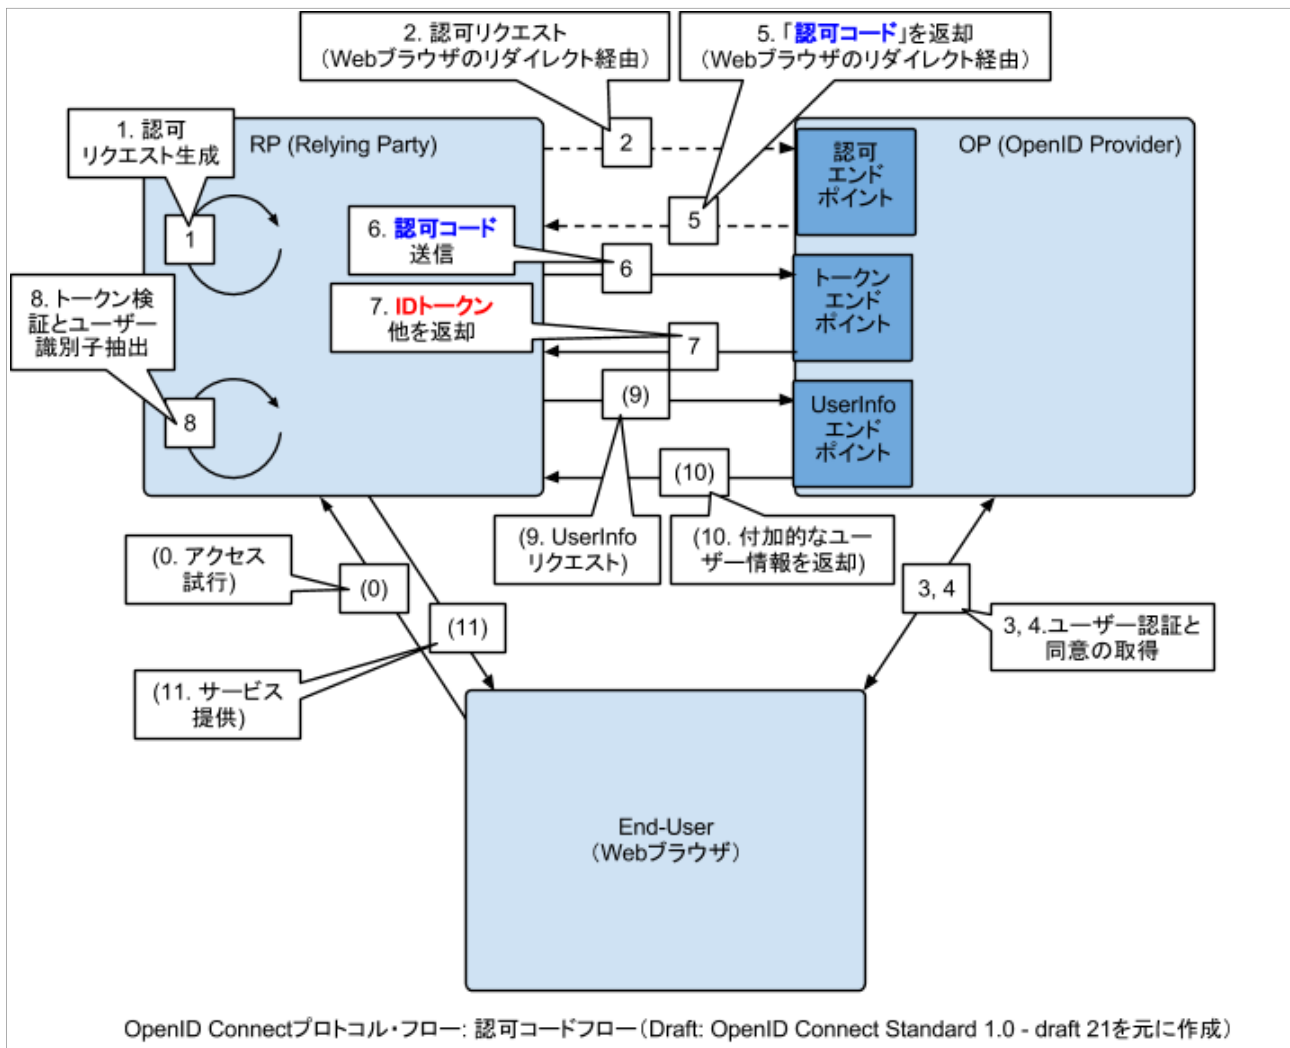 2. 認可リクエスト
（Webブラウザのリダイレクト経由）
5.「認可コード」を返却
（Webブラウザのリダイレクト経由）
1. 認可
リクエスト生成
RP (Relying Party)
2
認可
エンド
ポイント
OP (OpenID Provider)
1
6. 認可コード
送信
5
6
トークン
エンド
ポイント
8. トークン検
証とユーザー
識別子抽出
7. IDトークン
他を返却
7
8
(9)
UserInfo
エンド
ポイント
(10)
(9. UserInfo
リクエスト)
(10. 付加的なユー
ザー情報を返却)
(0. アクセス
試行)
(0)
3, 4
(11)
3, 4.ユーザー認証と
同意の取得
(11. サービス
提供)
End-User
（Webブラウザ）
OpenID Connectプロトコル・フロー: 認可コードフロー（Draft: OpenID Connect Standard 1.0 - draft 21を元に作成）